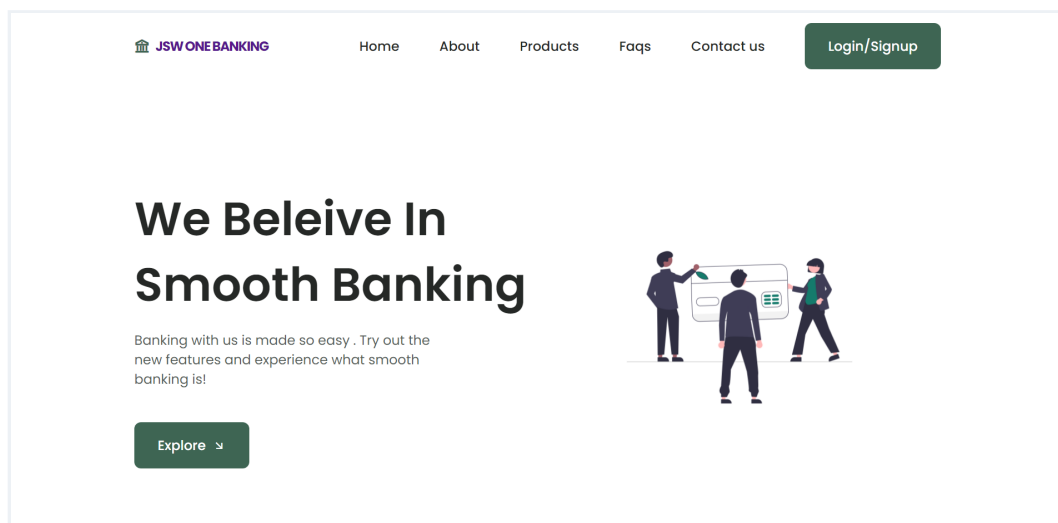 JSW ONE BANKING
Home
About
Products
Faqs
Contact us
Login/Signup
We Beleive In
Smooth Banking
Banking with us is made so easy . Try out the
new features and experience what smooth
banking is!
Explore